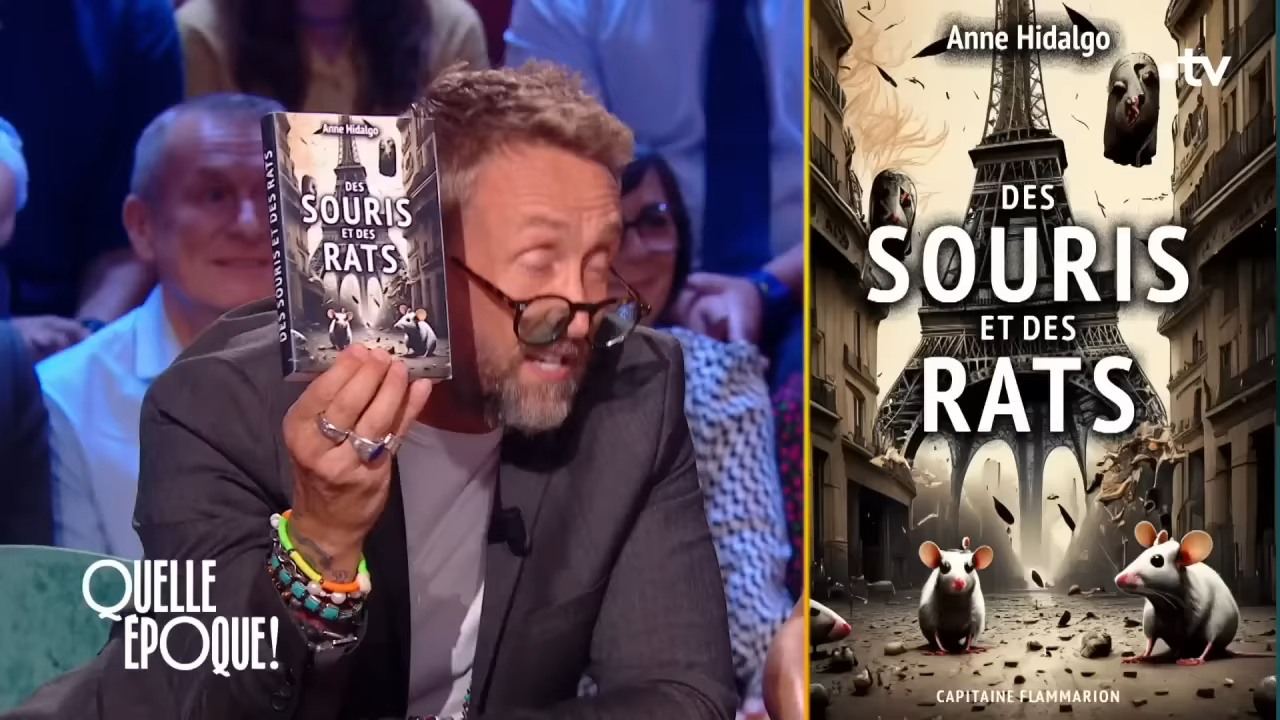 Anne Hidalgo
DES
SOURIS
ET DES
RATS
DES SOURIS ET DES RATS
QUELLE
ÉPOQUE!
Anne Hidalgo
.tv
DES
SOURIS
ET DES
RATS
CAPITAINE FLAMMARION